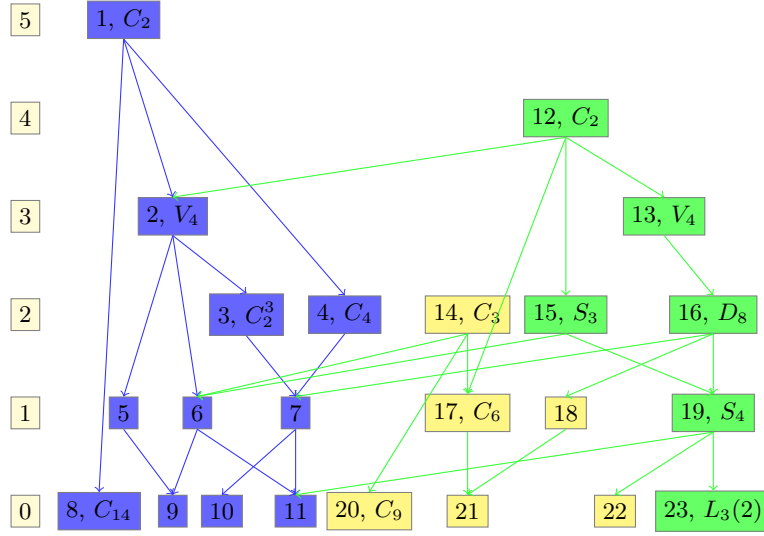 5 1, C₂
4 12, C₂
3 2, V₄ 13, V₄
2 3, C₂³ 4, C₄ 14, C₃ 15, S₃ 16, D₈
1 5 6 7 17, C₆ 18 19, S₄
0 8, C₁₄ 9 10 11 20, C₉ 21 22 23, L₃(2)